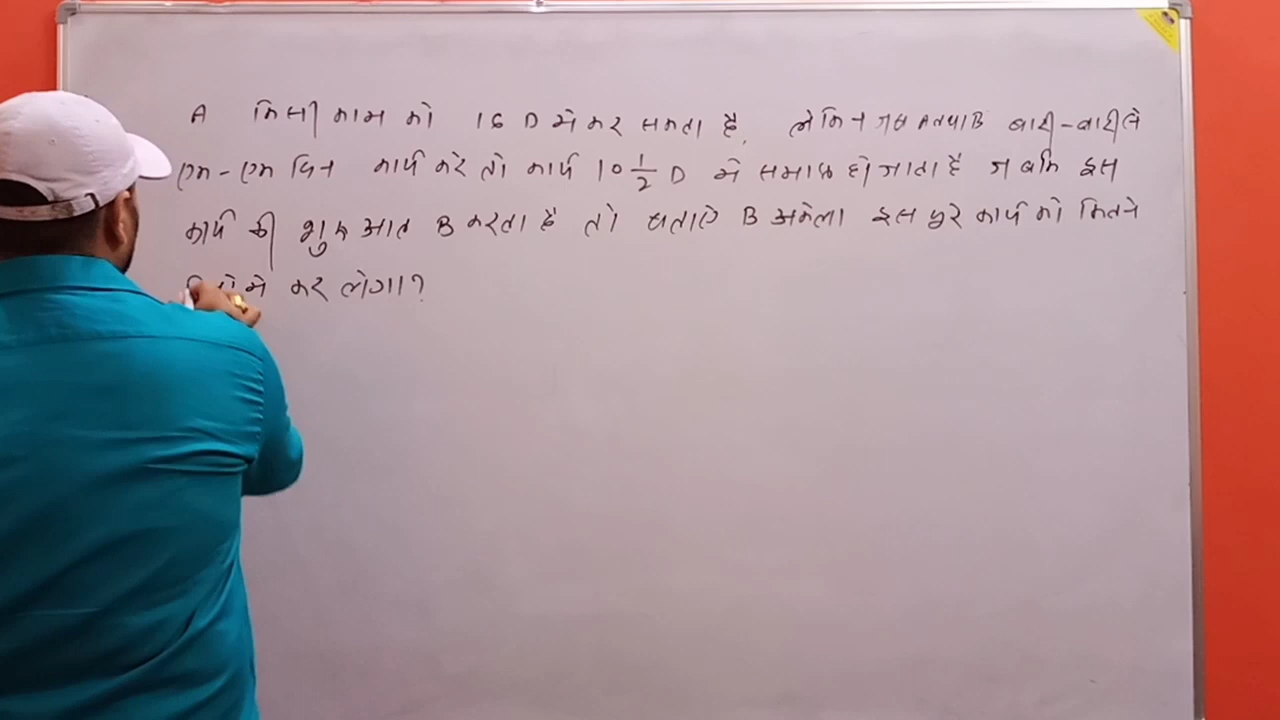 A किसी काम को 16 D मे कर सकता है, लेकिन जब A तथा B बारी-बारी से
एक-एक दिन कार्य करे तो कार्य 10 1/2 D मे समाप्त हो जाता है जबकि इस
कार्य की शुरुआत B करता है तो बताऐ B अकेला इस पुरे कार्य को कितने
मे कर लेगा?